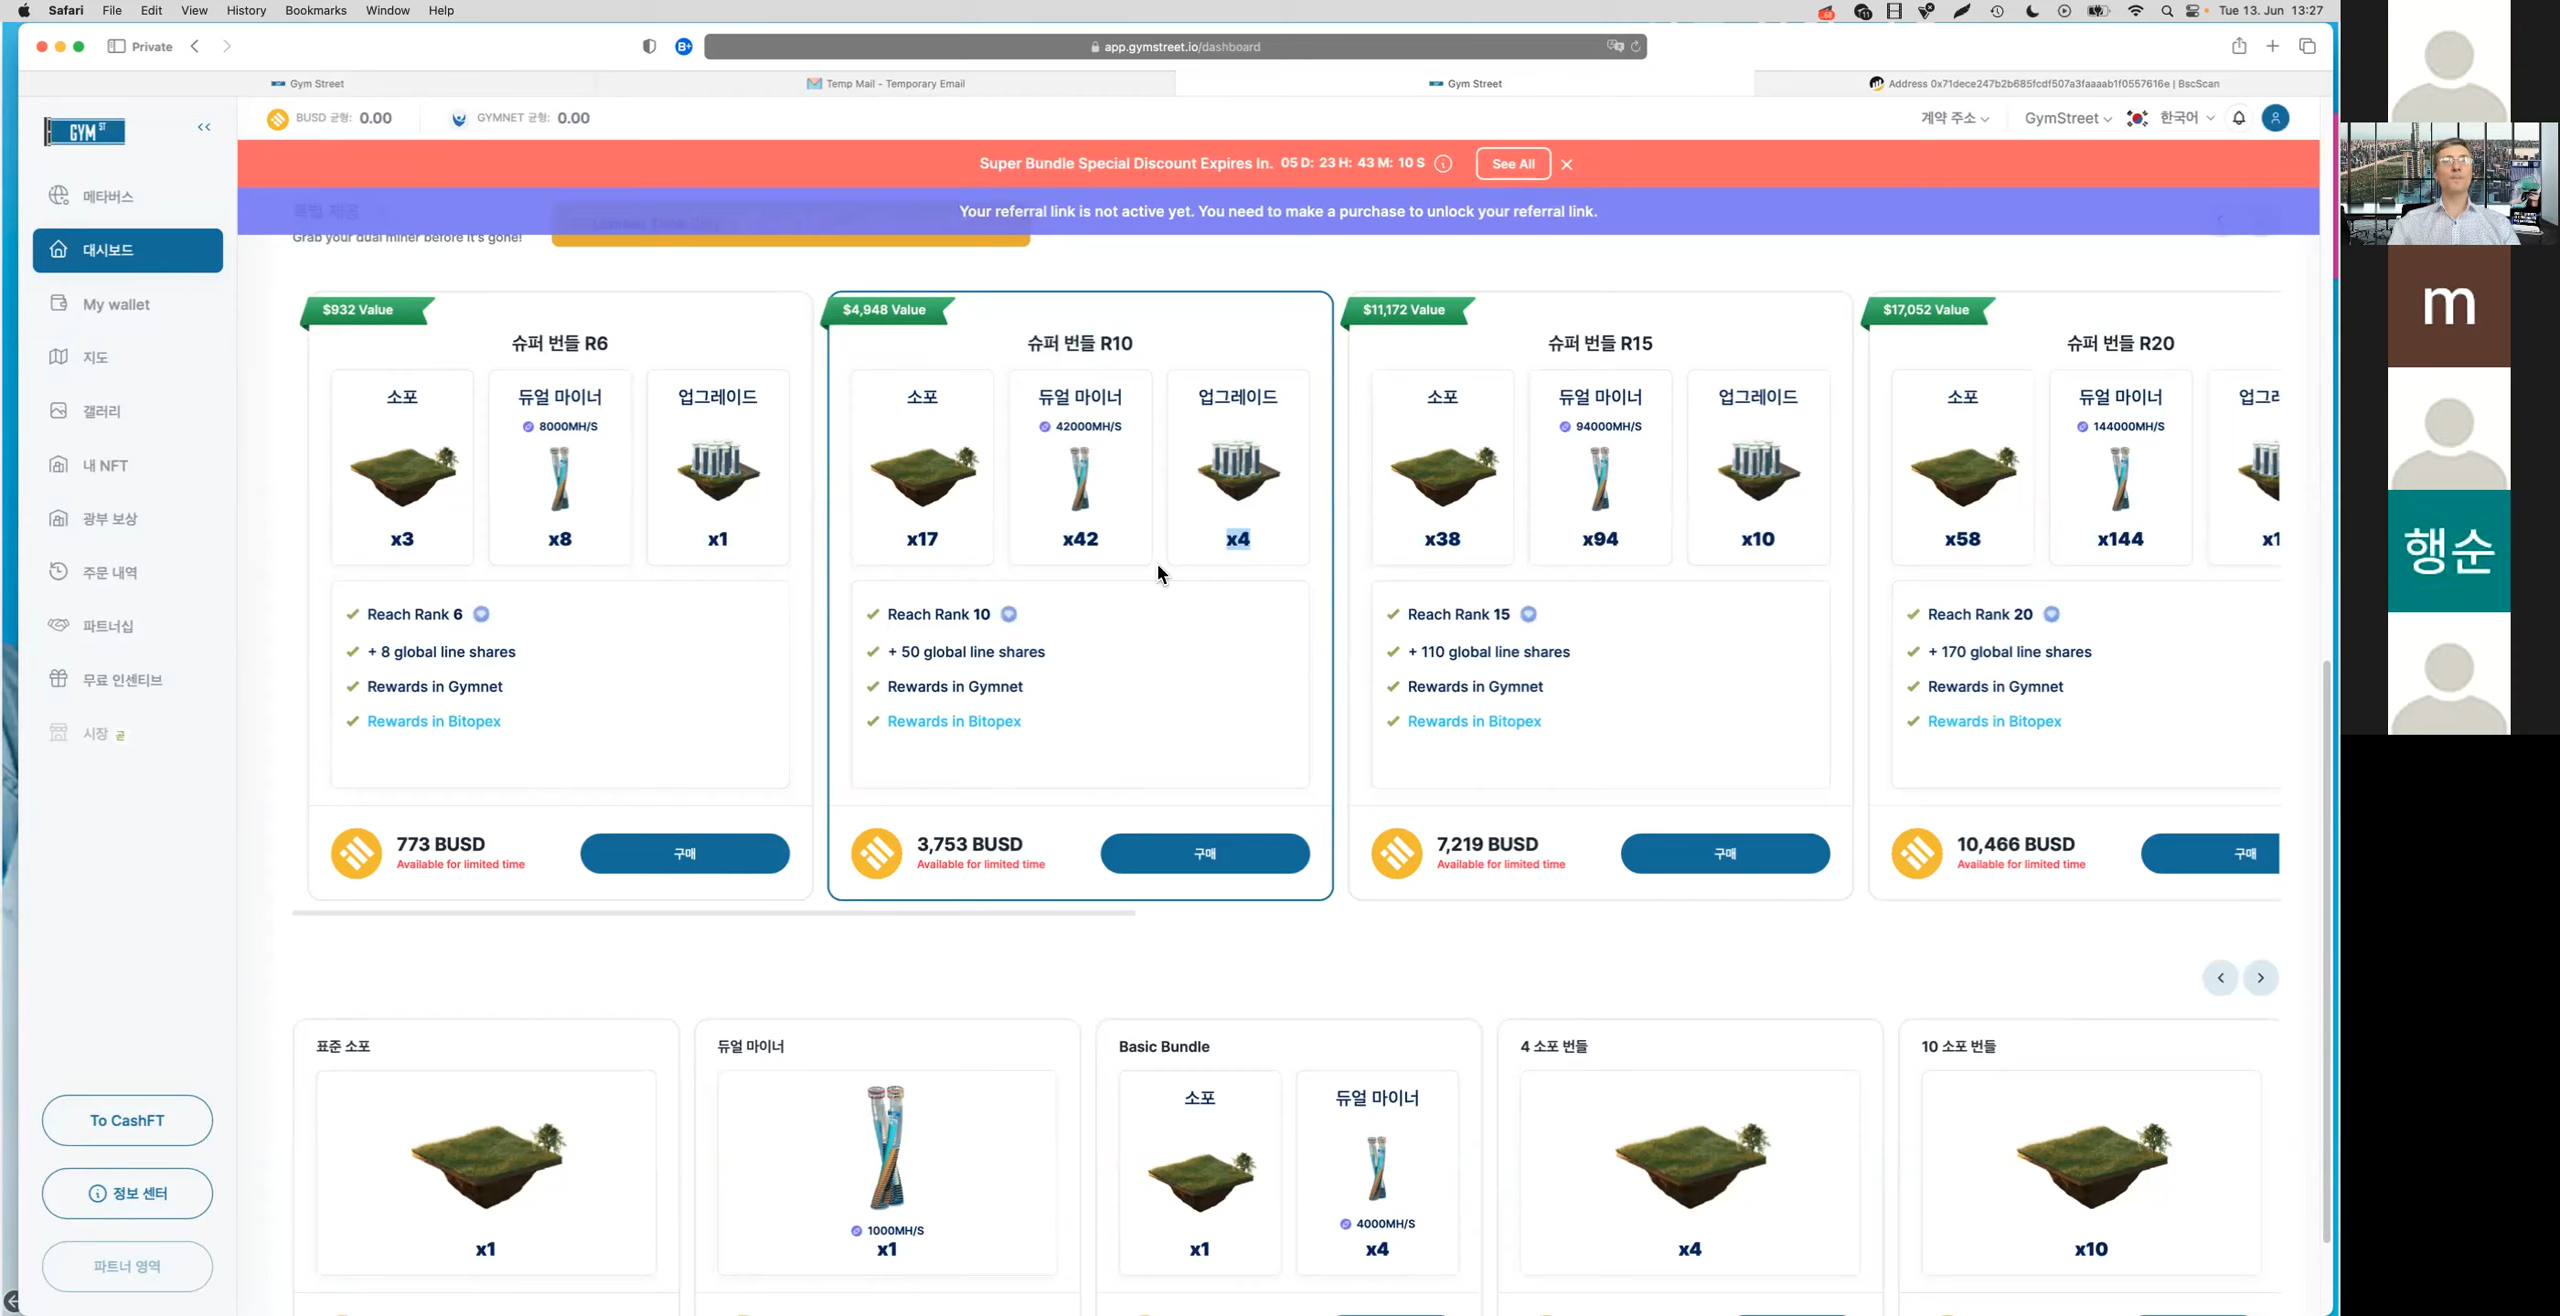 Safari File Edit View History Bookmarks Window Help
Tue 13. Jun 13:27
Private
app.gymstreet.io/dashboard
Gym Street
Temp Mail - Temporary Email
Gym Street
Address 0x71dece247b2b685fcdf507a3faaaab1f0557616e | BscScan
GYM ST
BUSD 균형: 0.00
GYMNET 균형: 0.00
계약 주소
GymStreet
한국어
Super Bundle Special Discount Expires In. 05 D: 23 H: 43 M: 10 S
See All
Your referral link is not active yet. You need to make a purchase to unlock your referral link.
Grab your dual miner before it's gone!
메타버스
대시보드
My wallet
지도
갤러리
내 NFT
광부 보상
주문 내역
파트너십
무료 인센티브
시장 곧
To CashFT
정보 센터
파트너 영역
$932 Value
슈퍼 번들 R6
소포
x3
듀얼 마이너
8000MH/S
x8
업그레이드
x1
Reach Rank 6
+ 8 global line shares
Rewards in Gymnet
Rewards in Bitopex
773 BUSD
Available for limited time
구매
$4,948 Value
슈퍼 번들 R10
소포
x17
듀얼 마이너
42000MH/S
x42
업그레이드
x4
Reach Rank 10
+ 50 global line shares
Rewards in Gymnet
Rewards in Bitopex
3,753 BUSD
Available for limited time
구매
$11,172 Value
슈퍼 번들 R15
소포
x38
듀얼 마이너
94000MH/S
x94
업그레이드
x10
Reach Rank 15
+ 110 global line shares
Rewards in Gymnet
Rewards in Bitopex
7,219 BUSD
Available for limited time
구매
$17,052 Value
슈퍼 번들 R20
소포
x58
듀얼 마이너
144000MH/S
x144
Reach Rank 20
+ 170 global line shares
Rewards in Gymnet
Rewards in Bitopex
10,466 BUSD
Available for limited time
구매
표준 소포
x1
듀얼 마이너
1000MH/S
x1
Basic Bundle
소포
x1
듀얼 마이너
4000MH/S
x4
4 소포 번들
x4
10 소포 번들
x10
m
행순